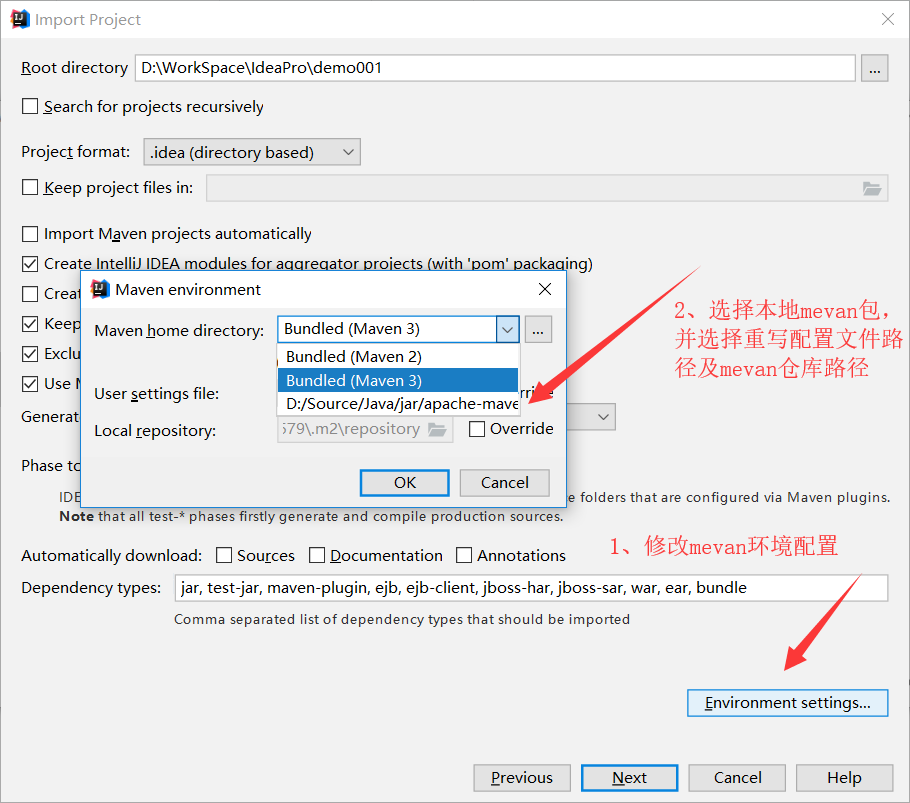 Import Project
Root directory D:\WorkSpace\IdeaPro\demo001 ...
Search for projects recursively
Project format: .idea (directory based)
Keep project files in:
Import Maven projects automatically
Create IntelliJ IDEA modules for aggregator projects (with 'pom' packaging)
Maven environment
Keep
Maven home directory: Bundled (Maven 3) ...
Bundled (Maven 2)
Bundled (Maven 3)
User settings file:
D:/Source/Java/jar/apache-mave
Local repository: 579\.m2\repository Override
OK Cancel
2、选择本地mevan包，
并选择重写配置文件路
径及mevan仓库路径
Phase to
IDE folders that are configured via Maven plugins.
Note that all test-* phases firstly generate and compile production sources.
1、修改mevan环境配置
Automatically download: Sources Documentation Annotations
Dependency types: jar, test-jar, maven-plugin, ejb, ejb-client, jboss-har, jboss-sar, war, ear, bundle
Comma separated list of dependency types that should be imported
Environment settings...
Previous Next Cancel Help